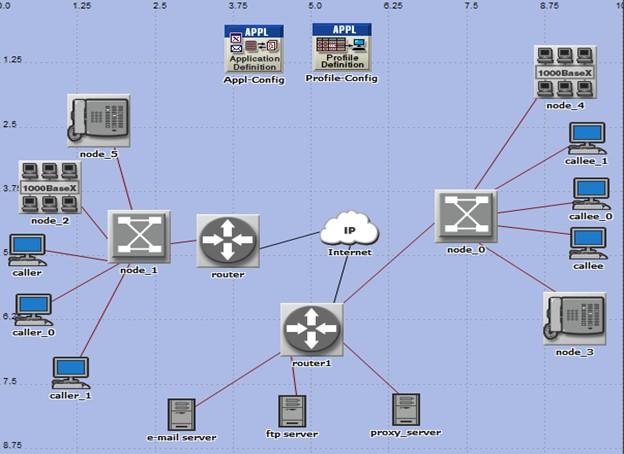 0.0 1.25 2.5 3.75 5.0 6.25 7.5 8.75 10
APPL APPL
Application Definition
Profile Definition
Appl-Config Profile-Config
1.25
1000BaseX
node_4
2.5
node_5
callee_1
3.75
1000BaseX
node_2
callee_0
IP
Internet
node_1
router
node_0
5
caller
callee
6.2
caller_0
node_3
router1
7.5
caller_1
e-mail server
ftp server
proxy_server
8.75